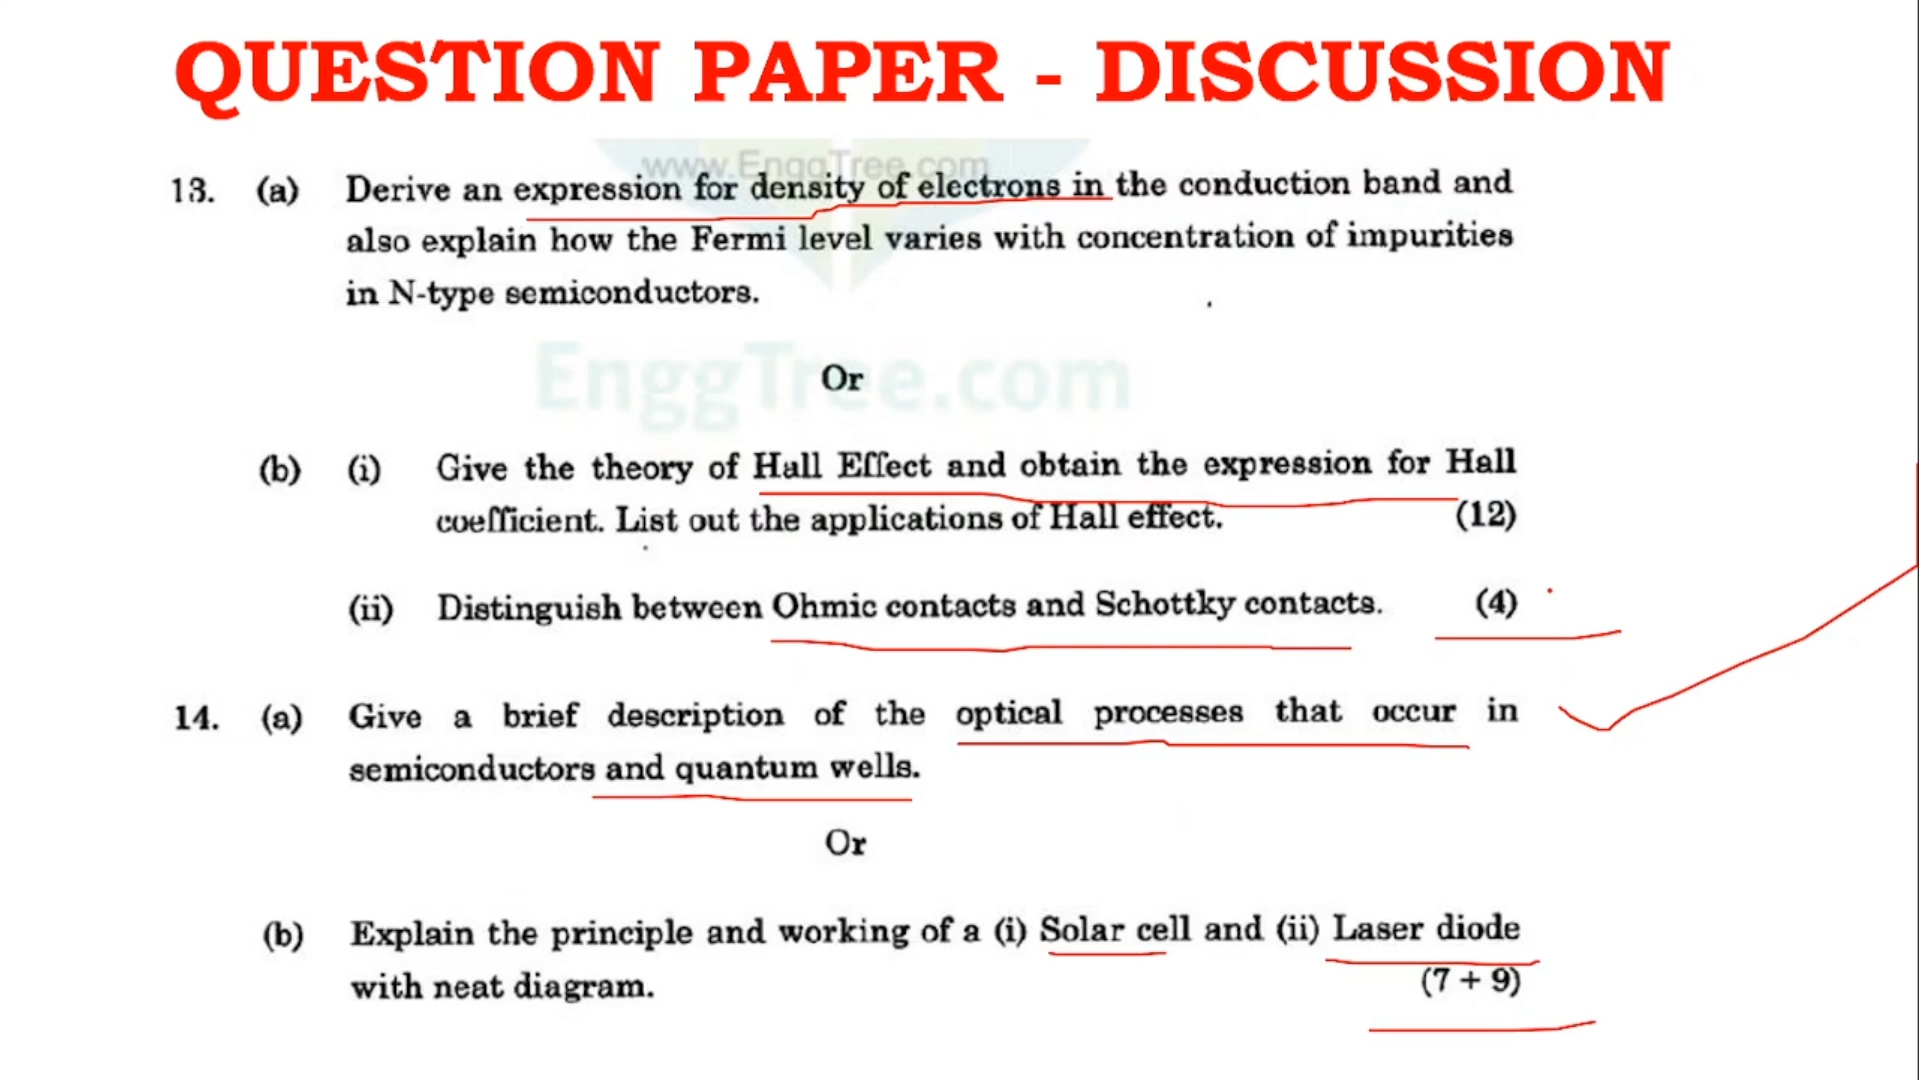 QUESTION PAPER - DISCUSSION
www.EnggTree.com
13. (a) Derive an expression for density of electrons in the conduction band and
also explain how the Fermi level varies with concentration of impurities
in N-type semiconductors.
Or
EnggTree.com
(b) (i) Give the theory of Hall Effect and obtain the expression for Hall
coefficient. List out the applications of Hall effect. (12)
(ii) Distinguish between Ohmic contacts and Schottky contacts. (4)
14. (a) Give a brief description of the optical processes that occur in
semiconductors and quantum wells.
Or
(b) Explain the principle and working of a (i) Solar cell and (ii) Laser diode
with neat diagram. (7 + 9)